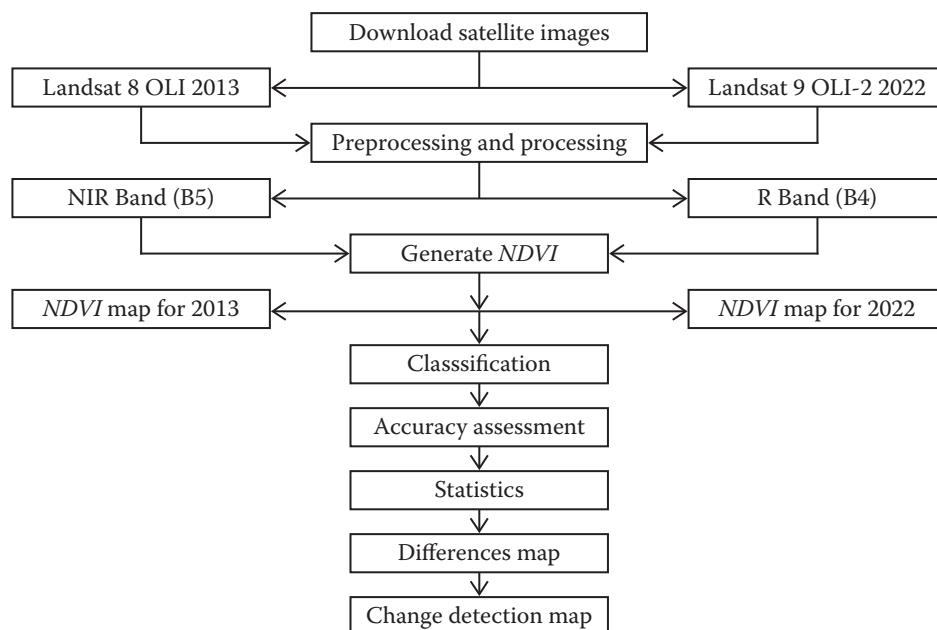 Download satellite images
Landsat 8 OLI 2013
Landsat 9 OLI-2 2022
Preprocessing and processing
NIR Band (B5)
R Band (B4)
Generate NDVI
NDVI map for 2013
NDVI map for 2022
Classsification
Accuracy assessment
Statistics
Differences map
Change detection map